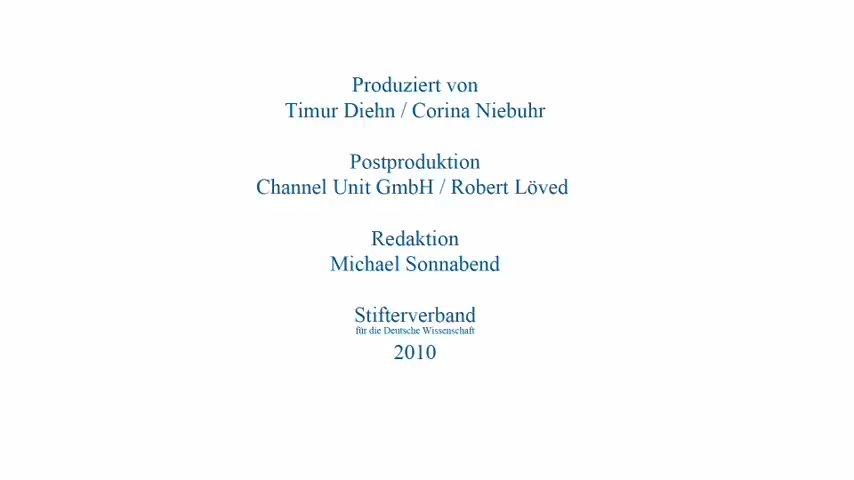 Produziert von
Timur Diehn / Corina Niebuhr
Postproduktion
Channel Unit GmbH / Robert Löved
Redaktion
Michael Sonnabend
Stifterverband
für die Deutsche Wissenschaft
2010